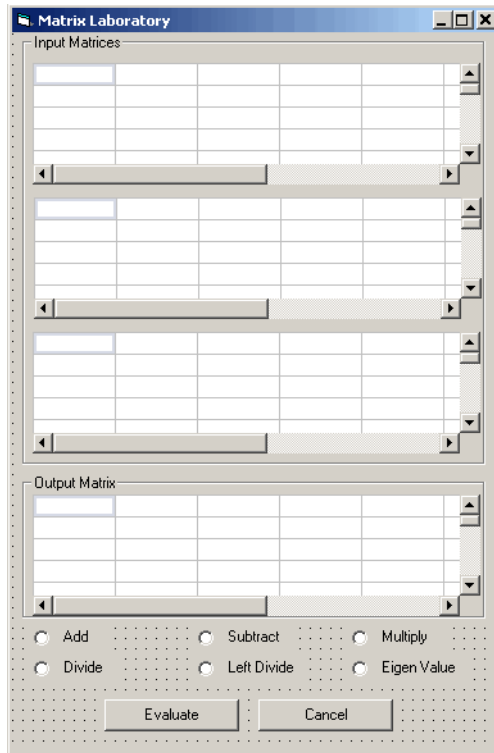 Matrix Laboratory
Input Matrices
Output Matrix
Add Subtract Multiply
Divide Left Divide Eigen Value
Evaluate Cancel